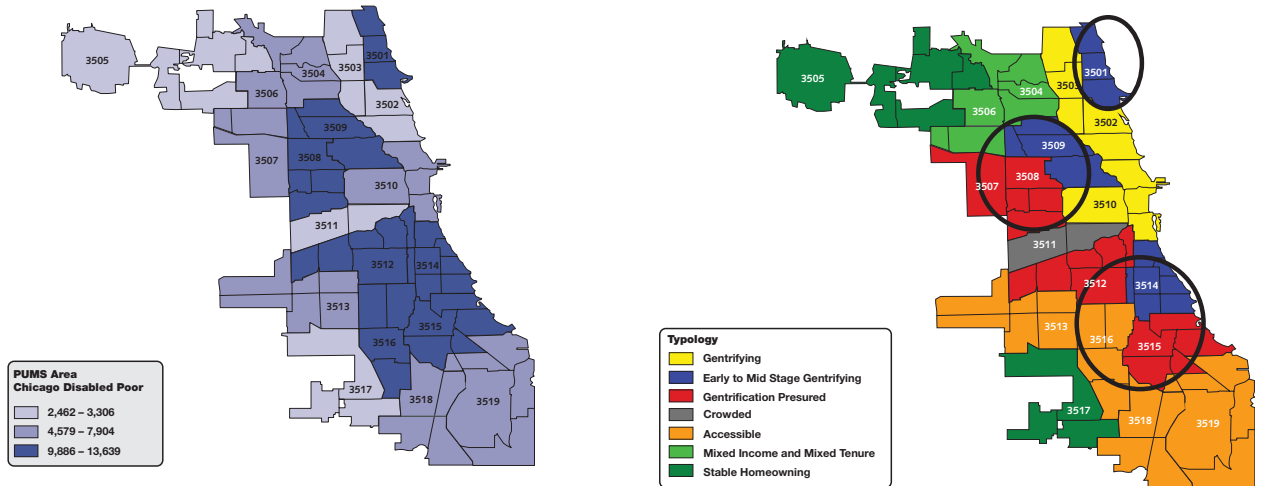 3505
3501
3503
3504
3506
3502
3509
3508
3507
3510
3511
3512
3514
3513
3515
3516
3517
3518
3519
PUMS Area
Chicago Disabled Poor
2,462 – 3,306
4,579 – 7,904
9,886 – 13,639
3505
3501
3503
3504
3506
3502
3509
3508
3507
3510
3511
3512
3514
3513
3516
3515
3517
3518
3519
Typology
Gentrifying
Early to Mid Stage Gentrifying
Gentrification Presured
Crowded
Accessible
Mixed Income and Mixed Tenure
Stable Homeowning